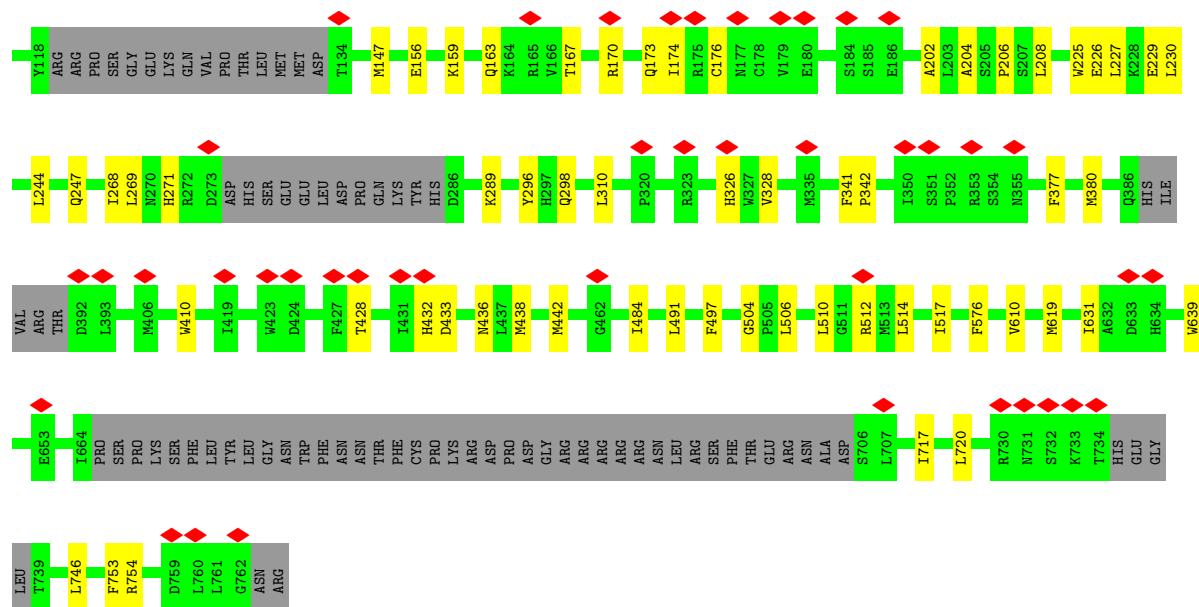 Y118 ARG ARG PRO SER GLY GLU LYS GLN VAL PRO THR LEU MET MET ASP T134 M147 E156 K159 Q163 K164 R165 V166 T167 R170 Q173 I174 R175 C176 N177 C178 V179 E180 S184 S185 E186 A202 L203 A204 S205 P206 S207 L208 W225 E226 L227 K228 E229 L230
L244 Q247 I268 L269 N270 H271 R272 D273 ASP HIS SER GLU GLU LEU ASP PRO GLN LYS TYR HIS D286 K289 Y296 H297 Q298 L310 P320 R323 H326 W327 V328 M335 F341 P342 I350 S351 P352 R353 S354 N355 F377 M380 Q386 HIS ILE
VAL ARG THR D392 L393 M406 W410 I419 W423 D424 F427 T428 I431 H432 D433 N436 L437 M438 M442 G462 I484 L491 F497 G504 P505 L506 L510 G511 R512 M513 L514 I517 F576 V610 M619 I631 A632 D633 H634 W639
E653 I664 PRO SER PRO LYS SER PHE LEU TYR LEU GLY ASN TRP PHE ASN ASN THR PHE CYS PRO LYS ARG ASP PRO ASP GLY ARG ARG ARG ARG ARG ASN LEU ARG SER PHE THR GLU ARG ASN ALA ASP S706 L707 I717 L720 R730 N731 S732 K733 T734 HIS GLU GLY
LEU T739 L746 F753 R754 D759 L760 L761 G762 ASN ARG